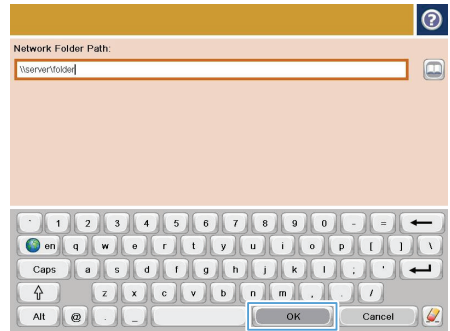 ?
Network Folder Path:
\\server\folder
` 1 2 3 4 5 6 7 8 9 0 - =
en q w e r t y u i o p [ ] \
Caps a s d f g h j k l ; '
z x c v b n m , . /
Alt @ . _ OK Cancel